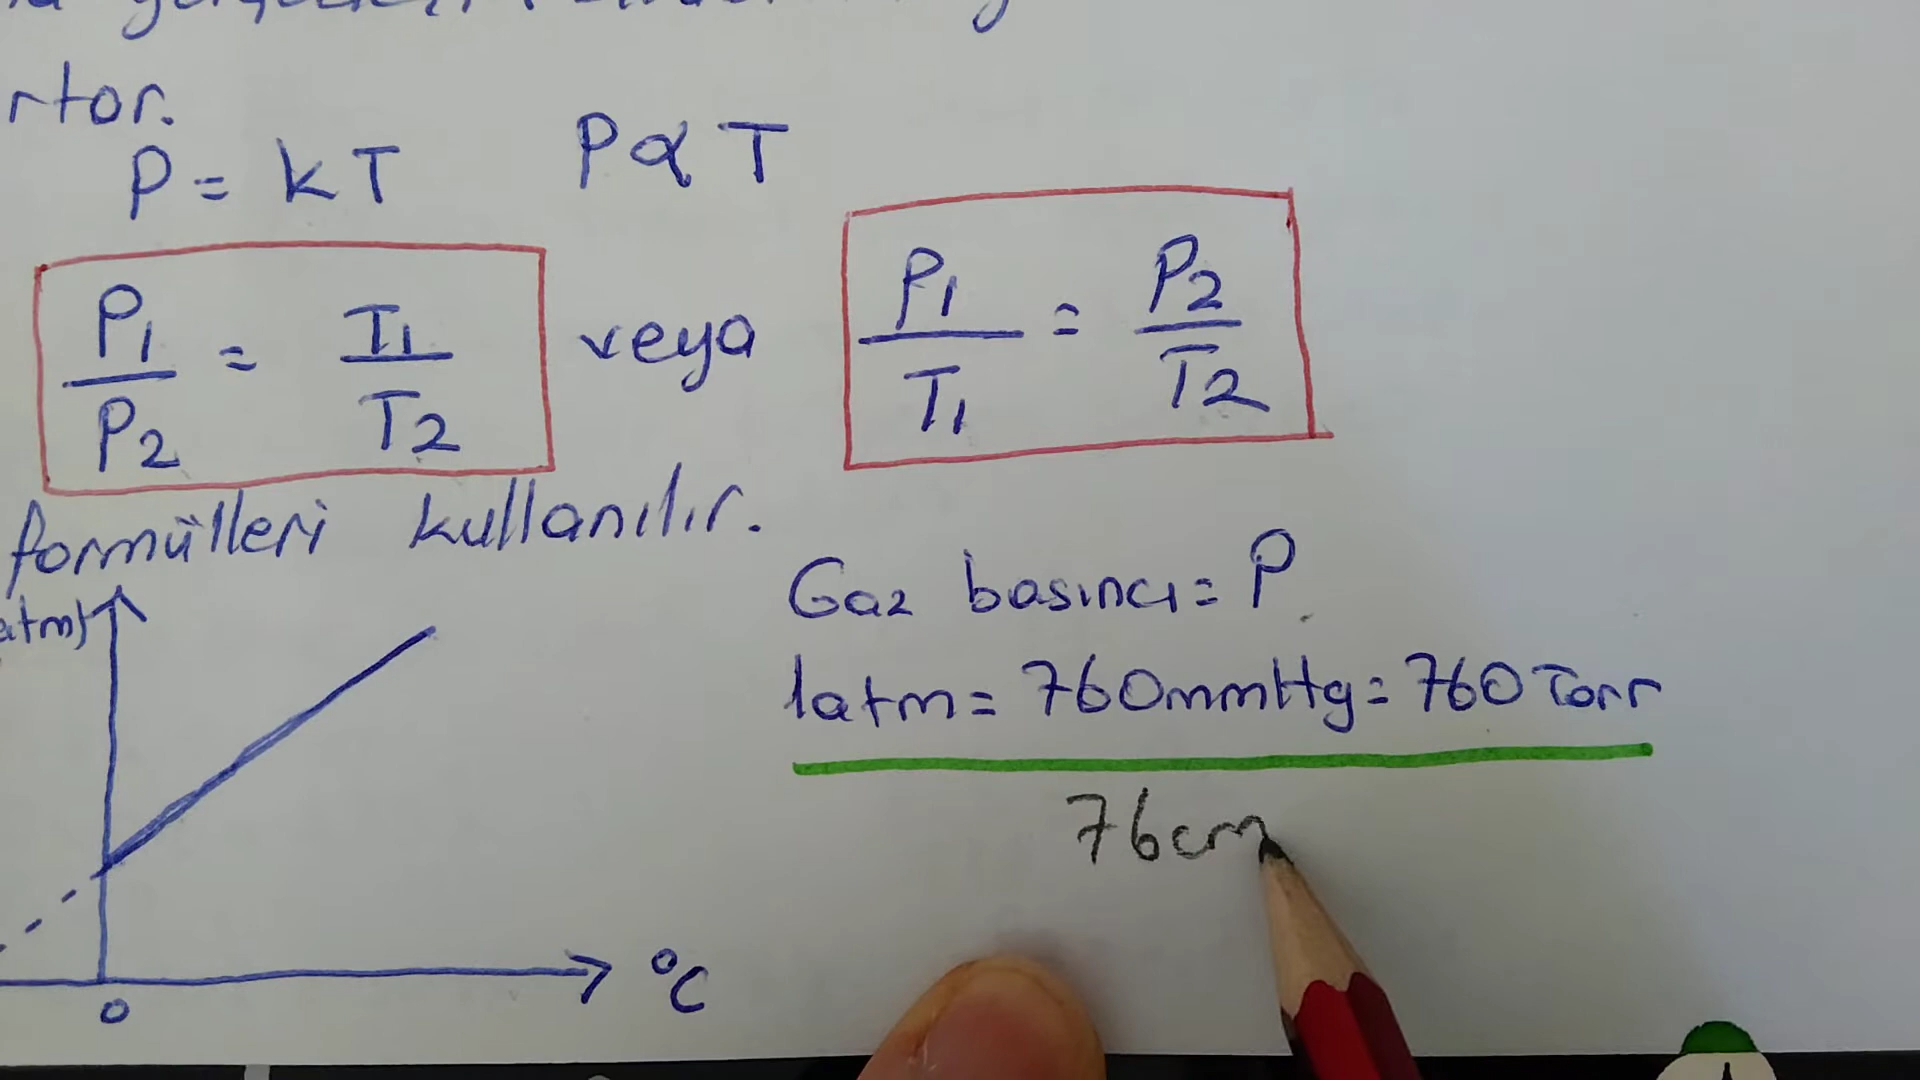 rtar.
P = kT P α T
P1/P2 = T1/T2 veya P1/T1 = P2/T2
formülleri kullanılır.
Gaz basıncı = P
1atm = 760mmHg = 760 Torr
76cm
atm)
°C
0